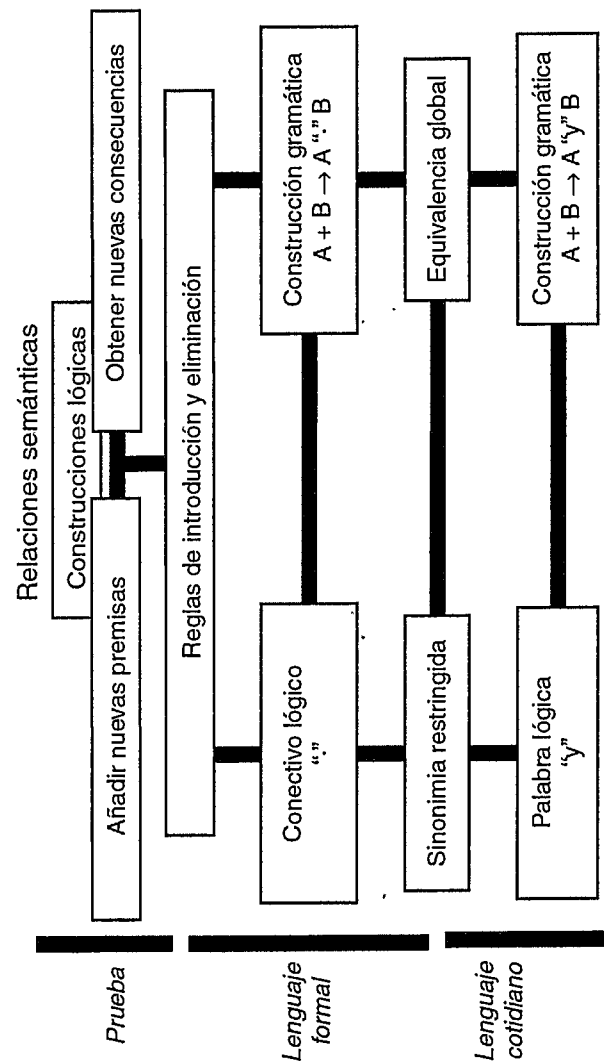 Relaciones semánticas
Construcciones lógicas
Añadir nuevas premisas
Obtener nuevas consecuencias
Reglas de introducción y eliminación
Conectivo lógico
“·”
Construcción gramática
A + B → A “·” B
Sinonimia restringida
Equivalencia global
Palabra lógica
“y”
Construcción gramática
A + B → A “y” B
Prueba
Lenguaje
formal
Lenguaje
cotidiano